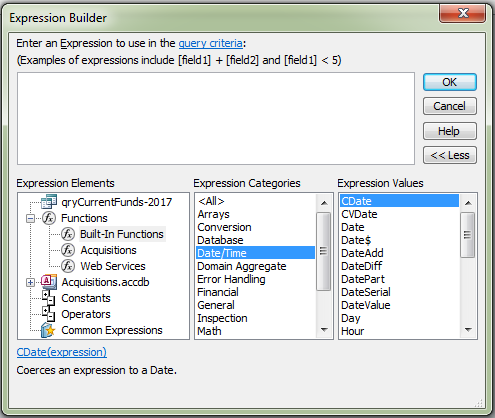 Expression Builder
Enter an Expression to use in the query criteria:
(Examples of expressions include [field1] + [field2] and [field1] < 5)
OK
Cancel
Help
<< Less
Expression Elements
qryCurrentFunds-2017
Functions
Built-In Functions
Acquisitions
Web Services
Acquisitions.accdb
Constants
Operators
Common Expressions
Expression Categories
<All>
Arrays
Conversion
Database
Date/Time
Domain Aggregate
Error Handling
Financial
General
Inspection
Math
Expression Values
CDate
CVDate
Date
Date$
DateAdd
DateDiff
DatePart
DateSerial
DateValue
Day
Hour
CDate(expression)
Coerces an expression to a Date.